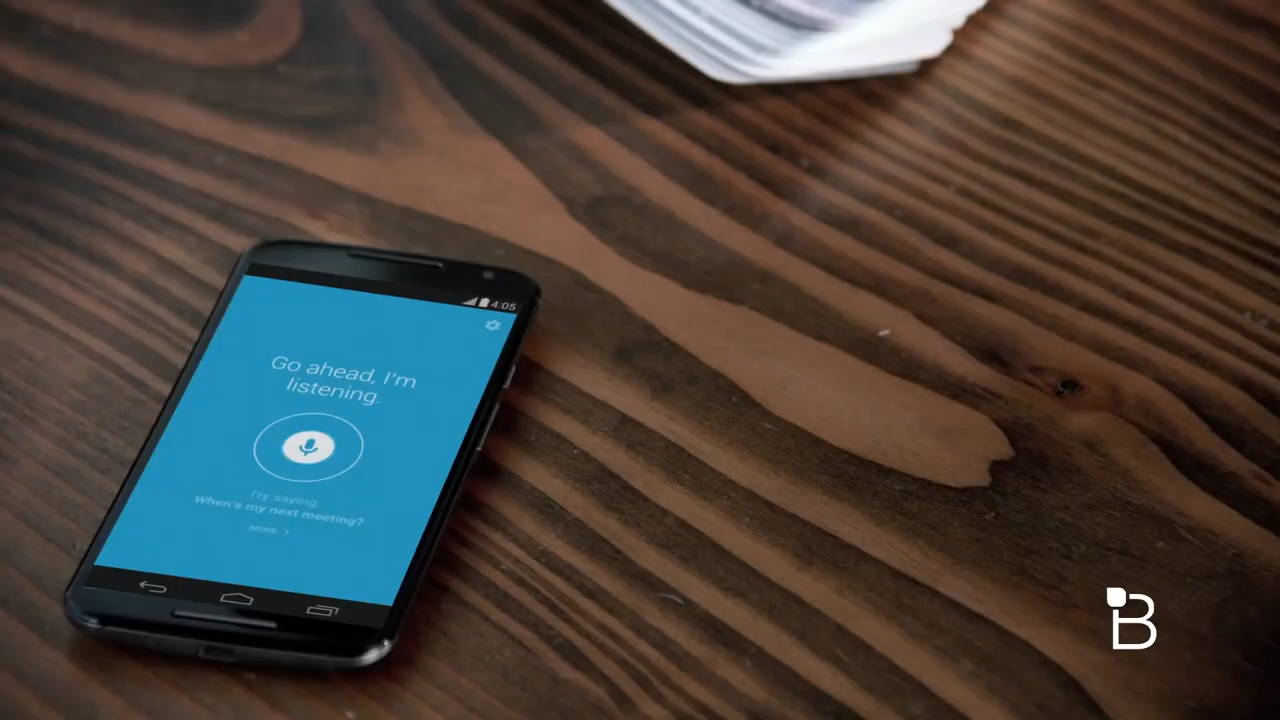 4:05
Go ahead, I'm
listening.
Try saying,
When's my next meeting?
MORE >
B